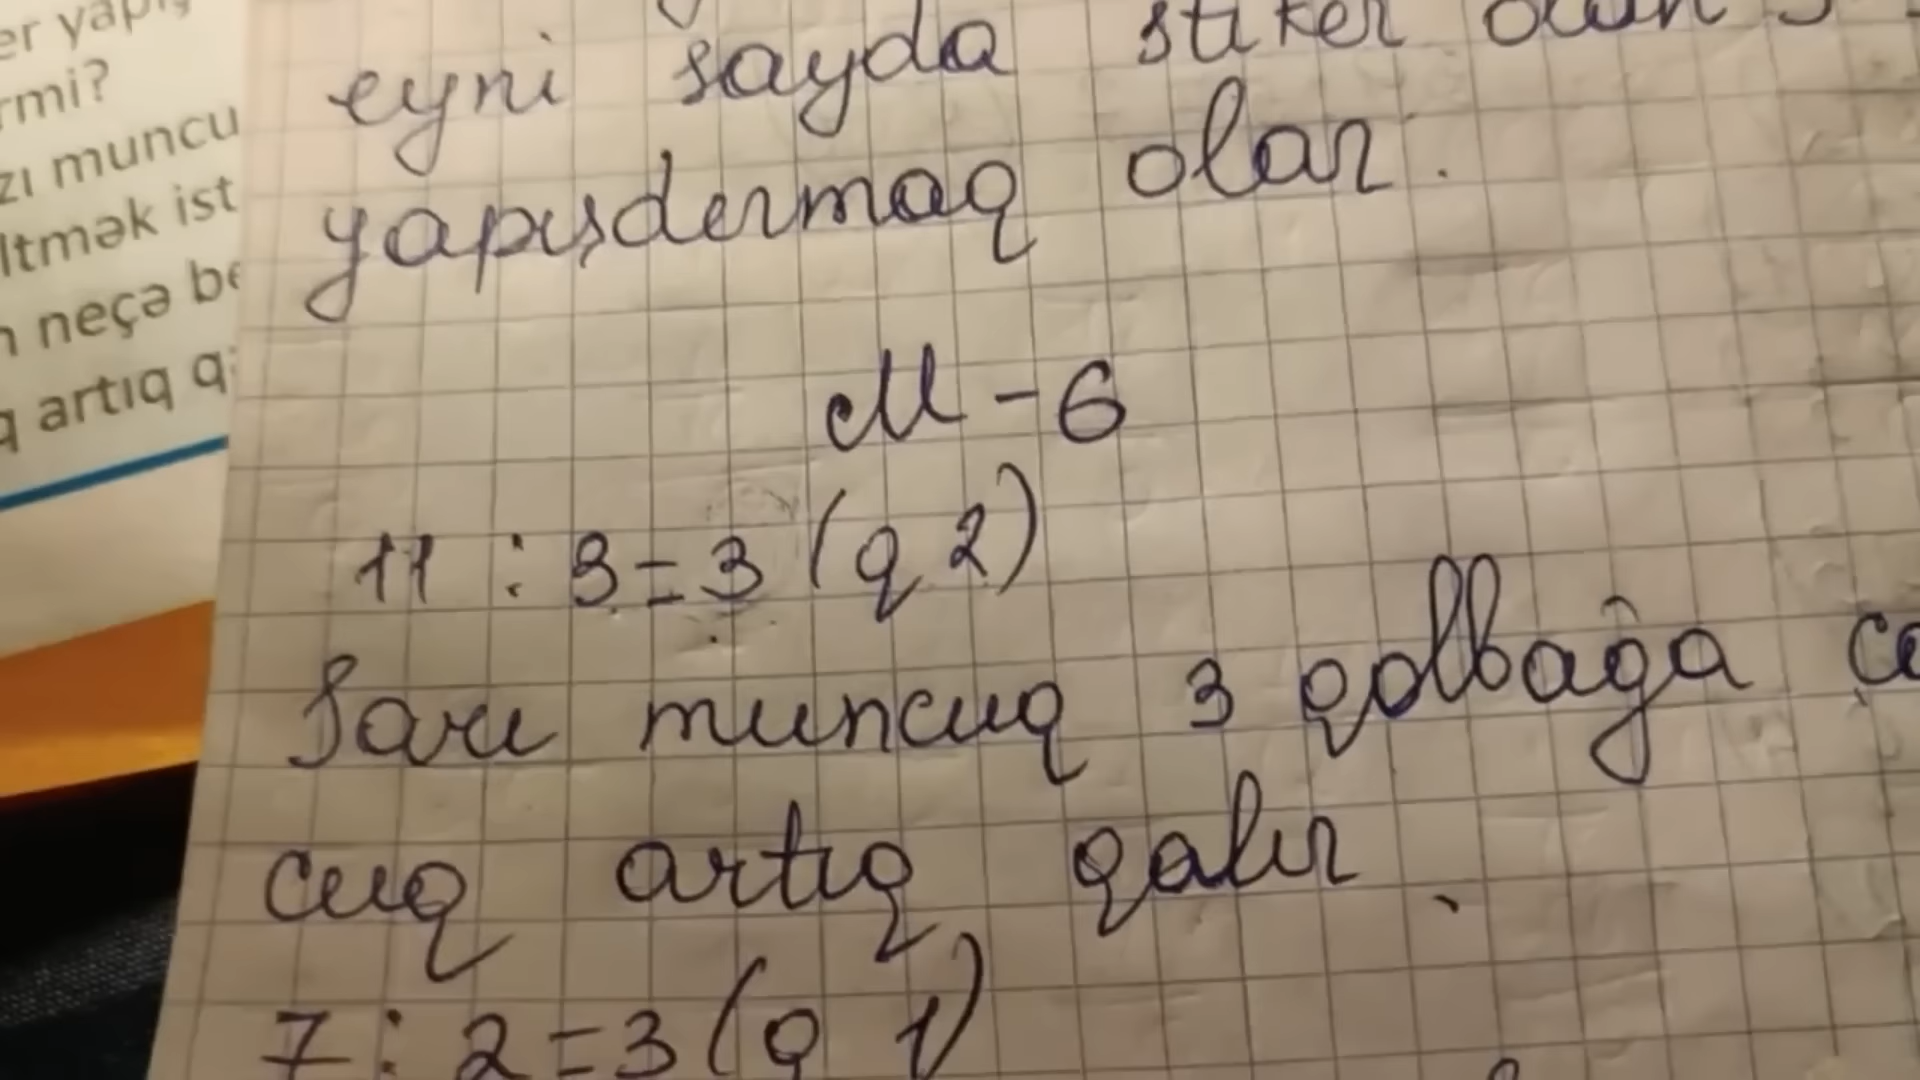 er yapış
rmi?
zı muncu
ltmək ist
n neçə be
q artıq q
eyni sayda stiker
yapışdırmaq olar.
M-6
11 : 3 = 3 (q 2)
Sarı muncuq 3 qolbağa
cuq artıq qalır.
7 : 2 = 3 (q 1)